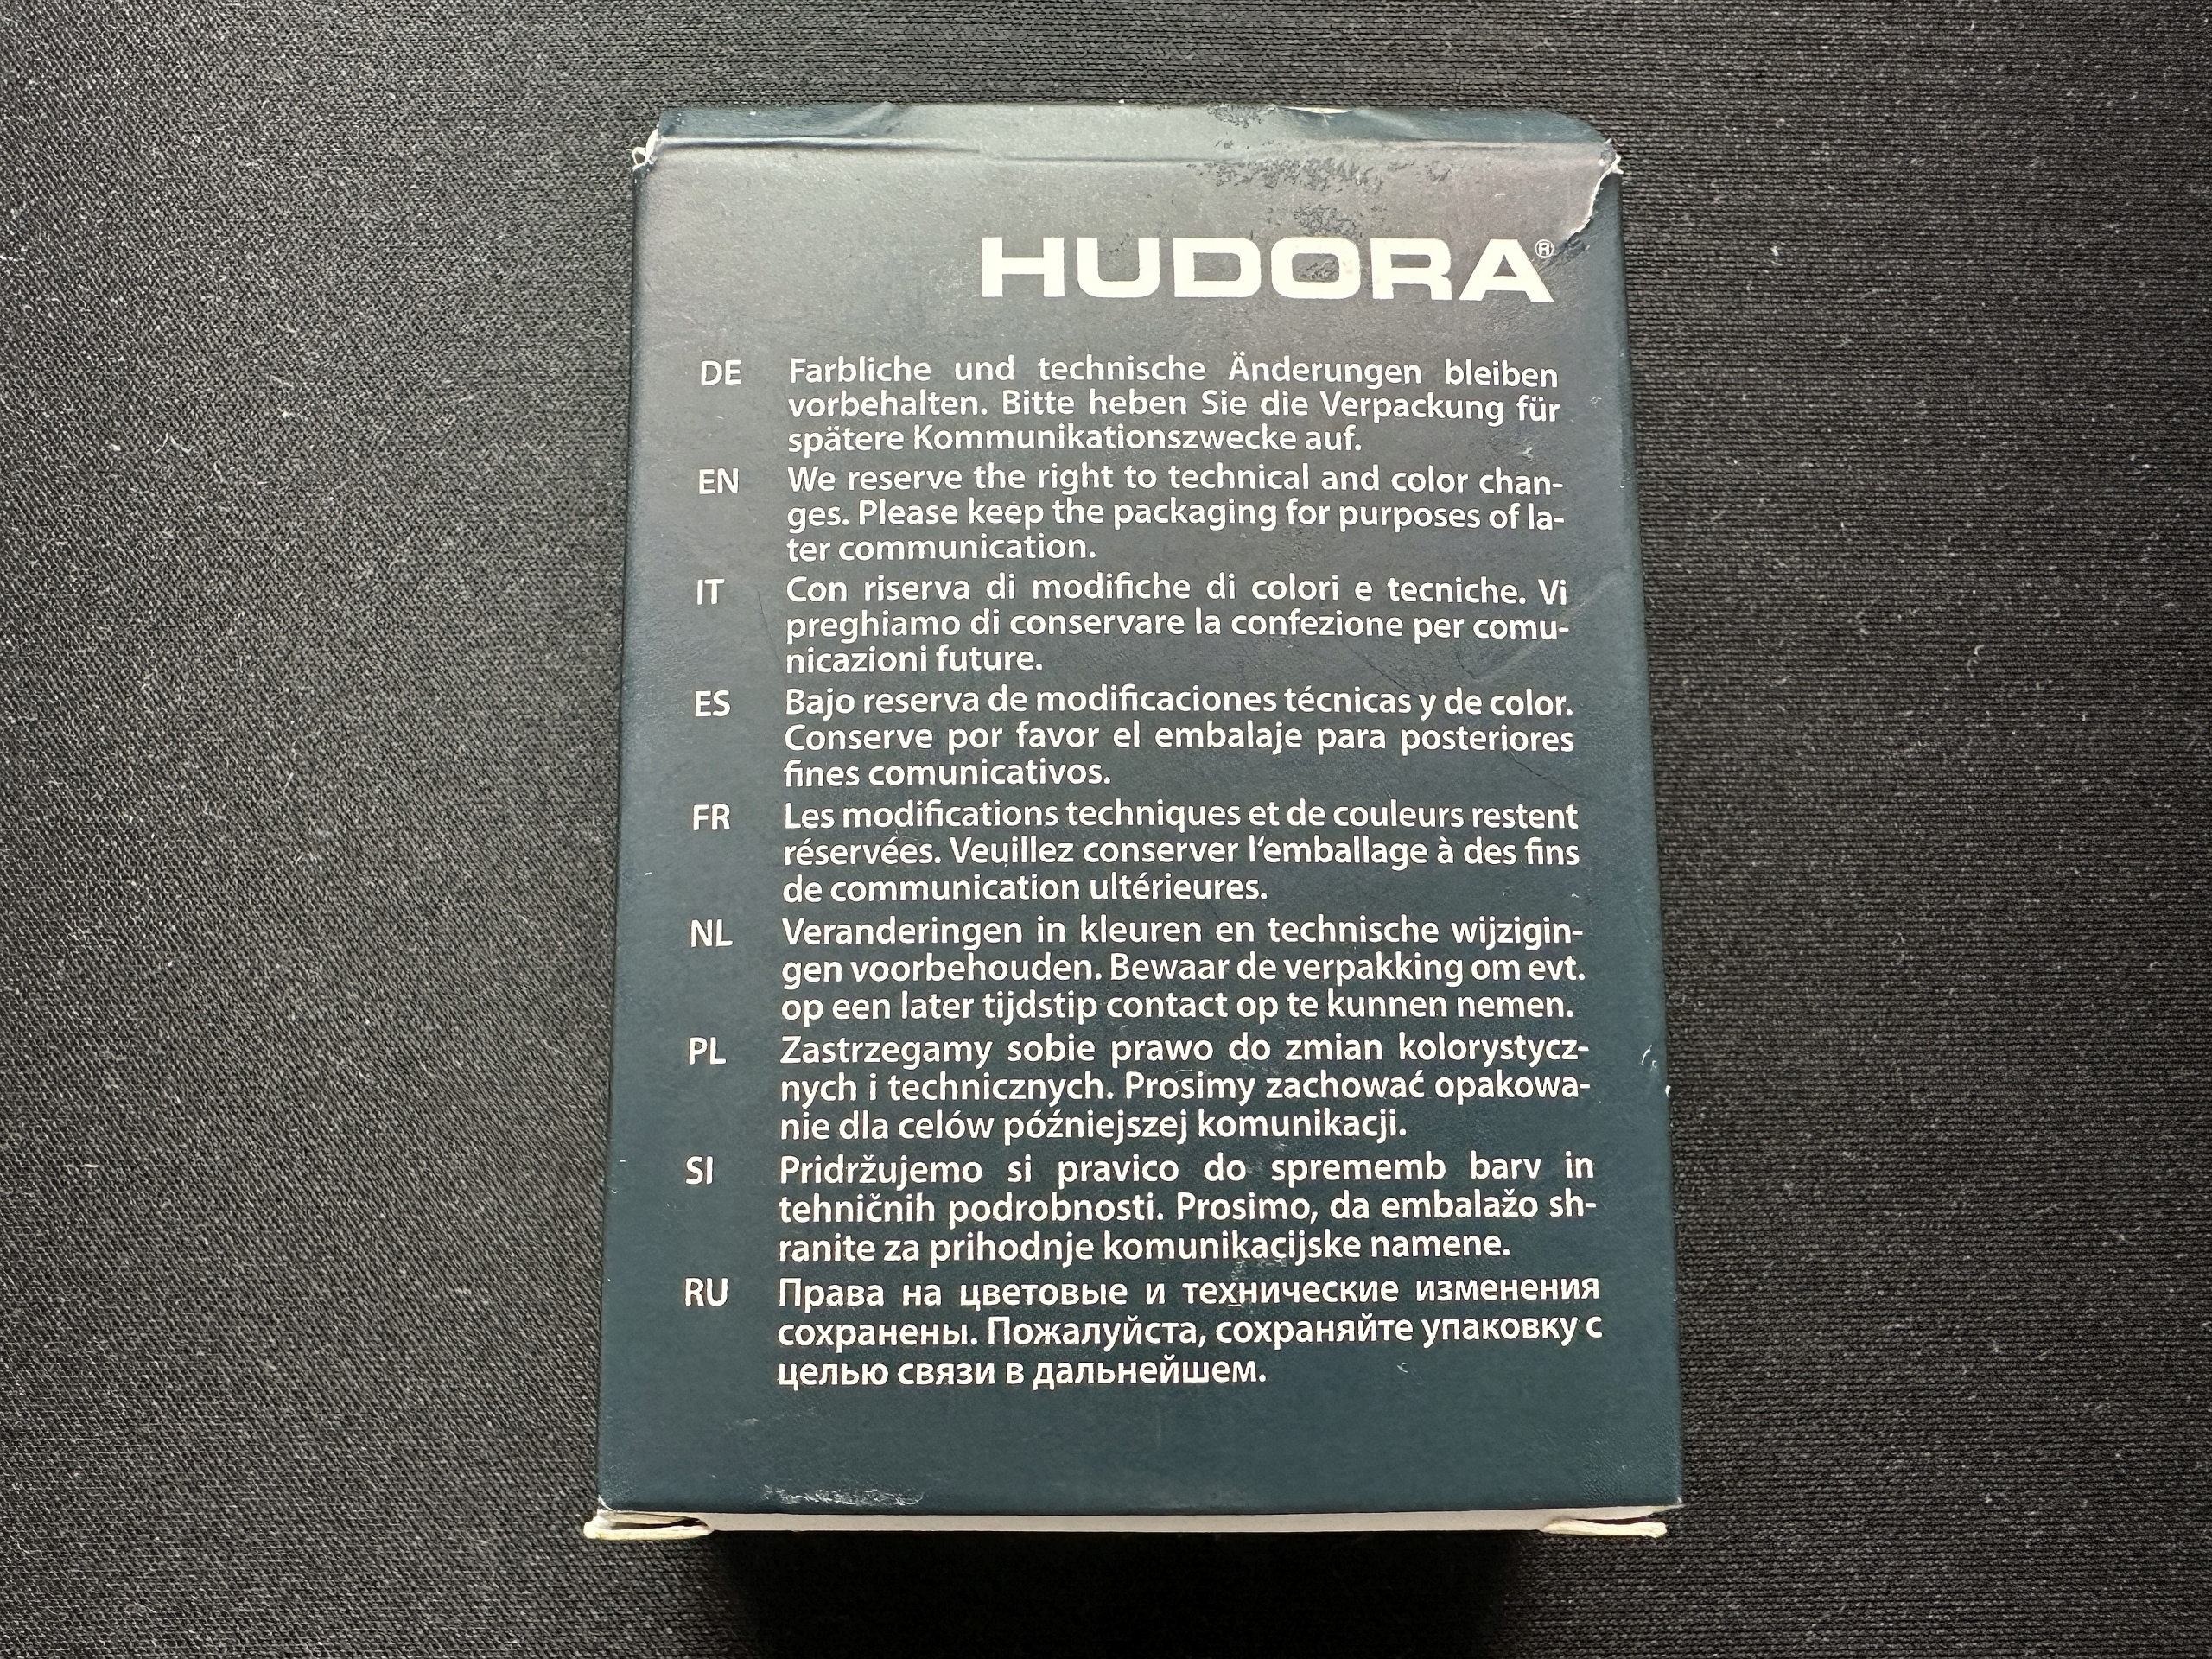 HUDORA®
DE Farbliche und technische Änderungen bleiben
vorbehalten. Bitte heben Sie die Verpackung für
spätere Kommunikationszwecke auf.
EN We reserve the right to technical and color chan-
ges. Please keep the packaging for purposes of la-
ter communication.
IT Con riserva di modifiche di colori e tecniche. Vi
preghiamo di conservare la confezione per comu-
nicazioni future.
ES Bajo reserva de modificaciones técnicas y de color.
Conserve por favor el embalaje para posteriores
fines comunicativos.
FR Les modifications techniques et de couleurs restent
réservées. Veuillez conserver l‘emballage à des fins
de communication ultérieures.
NL Veranderingen in kleuren en technische wijzigin-
gen voorbehouden. Bewaar de verpakking om evt.
op een later tijdstip contact op te kunnen nemen.
PL Zastrzegamy sobie prawo do zmian kolorystycz-
nych i technicznych. Prosimy zachować opakowa-
nie dla celów późniejszej komunikacji.
SI Pridržujemo si pravico do sprememb barv in
tehničnih podrobnosti. Prosimo, da embalažo sh-
ranite za prihodnje komunikacijske namene.
RU Права на цветовые и технические изменения
сохранены. Пожалуйста, сохраняйте упаковку с
целью связи в дальнейшем.